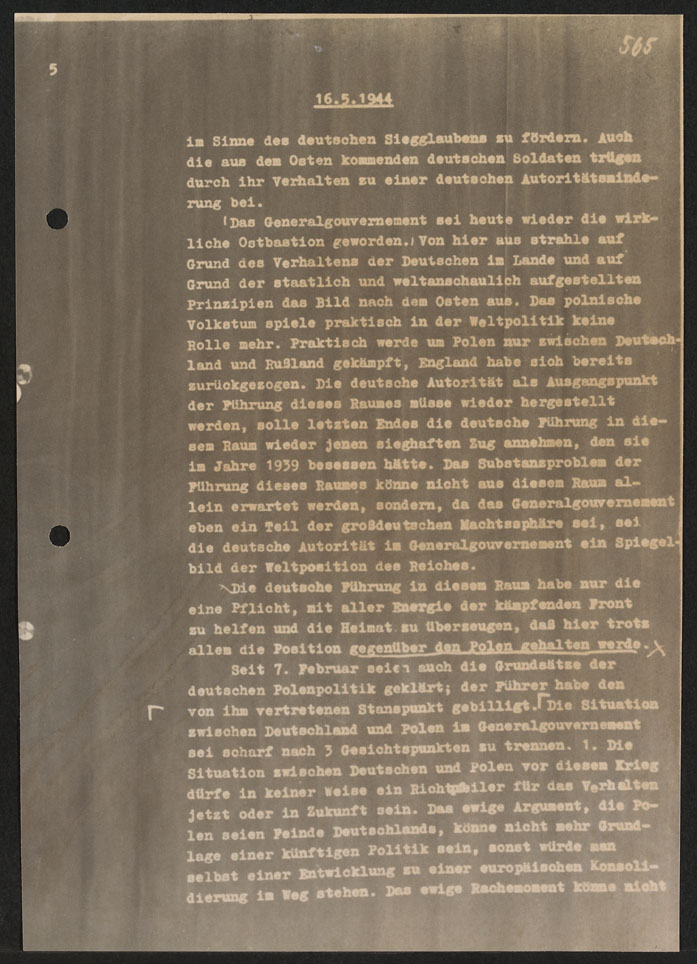 565
5
16.5.1944
im Sinne des deutschen Siegglaubens zu fördern. Auch
die aus dem Osten kommenden deutschen Soldaten trügen
durch ihr Verhalten zu einer deutschen Autoritätsminde-
rung bei.
Das Generalgouvernement sei heute wieder die wirk-
liche Ostbastion geworden. Von hier aus strahle auf
Grund des Verhaltens der Deutschen im Lande und auf
Grund der staatlich und weltanschaulich aufgestellten
Prinzipien das Bild nach dem Osten aus. Das polnische
Volkstum spiele praktisch in der Weltpolitik keine
Rolle mehr. Praktisch werde um Polen nur zwischen Deutsch-
land und Rußland gekämpft, England habe sich bereits
zurückgezogen. Die deutsche Autorität als Ausgangspunkt
der Führung dieses Raumes müsse wieder hergestellt
werden, solle letzten Endes die deutsche Führung in die-
sem Raum wieder jenen sieghaften Zug annehmen, den sie
im Jahre 1939 besessen hätte. Das Substanzproblem der
Führung dieses Raumes könne nicht aus diesem Raum al-
lein erwartet werden, sondern, da das Generalgouvernement
eben ein Teil der großdeutschen Machtssphäre sei, sei
die deutsche Autorität im Generalgouvernement ein Spiegel-
bild der Weltposition des Reiches.
Die deutsche Führung in diesem Raum habe nur die
eine Pflicht, mit aller Energie der kämpfenden Front
zu helfen und die Heimat zu überzeugen, daß hier trotz
allem die Position gegenüber den Polen gehalten werde.
Seit 7. Februar seien auch die Grundsätze der
deutschen Polenpolitik geklärt; der Führer habe den
von ihm vertretenen Stanspunkt gebilligt. Die Situation
zwischen Deutschland und Polen im Generalgouvernement
sei scharf nach 3 Gesichtspunkten zu trennen. 1. Die
Situation zwischen Deutschen und Polen vor diesem Krieg
dürfe in keiner Weise ein Richtpfeiler für das Verhalten
jetzt oder in Zukunft sein. Das ewige Argument, die Po-
len seien Feinde Deutschlands, könne nicht mehr Grund-
lage einer künftigen Politik sein, sonst würde man
selbst einer Entwicklung zu einer europäischen Konsoli-
dierung im Weg stehen. Das ewige Rachemoment könne nicht